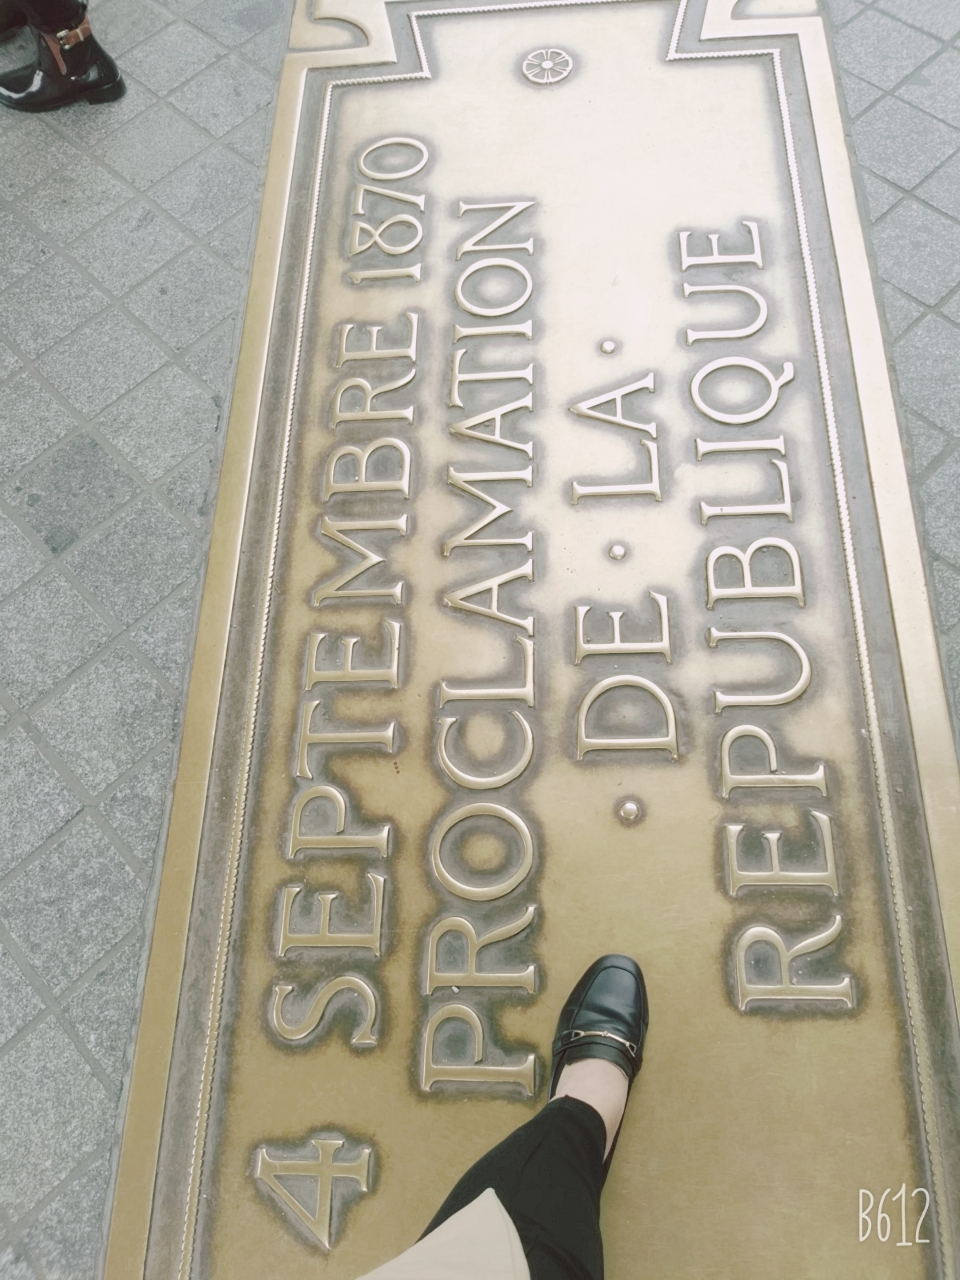 4 SEPTEMBRE 1870
PROCLAMATION
· DE · LA ·
REPUBLIQUE
B612